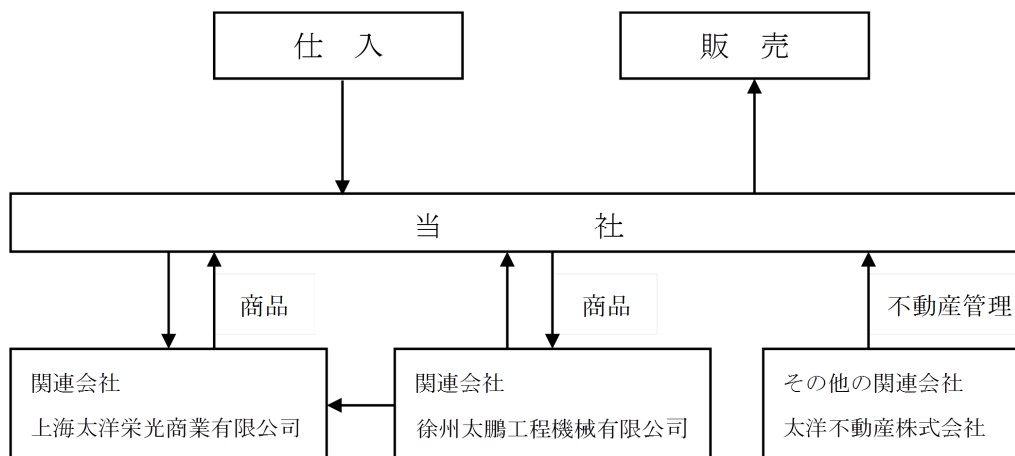 仕　入
販　売
当　　　社
商品
商品
不動産管理
関連会社
上海太洋栄光商業有限公司
関連会社
徐州太鵬工程機械有限公司
その他の関連会社
太洋不動産株式会社